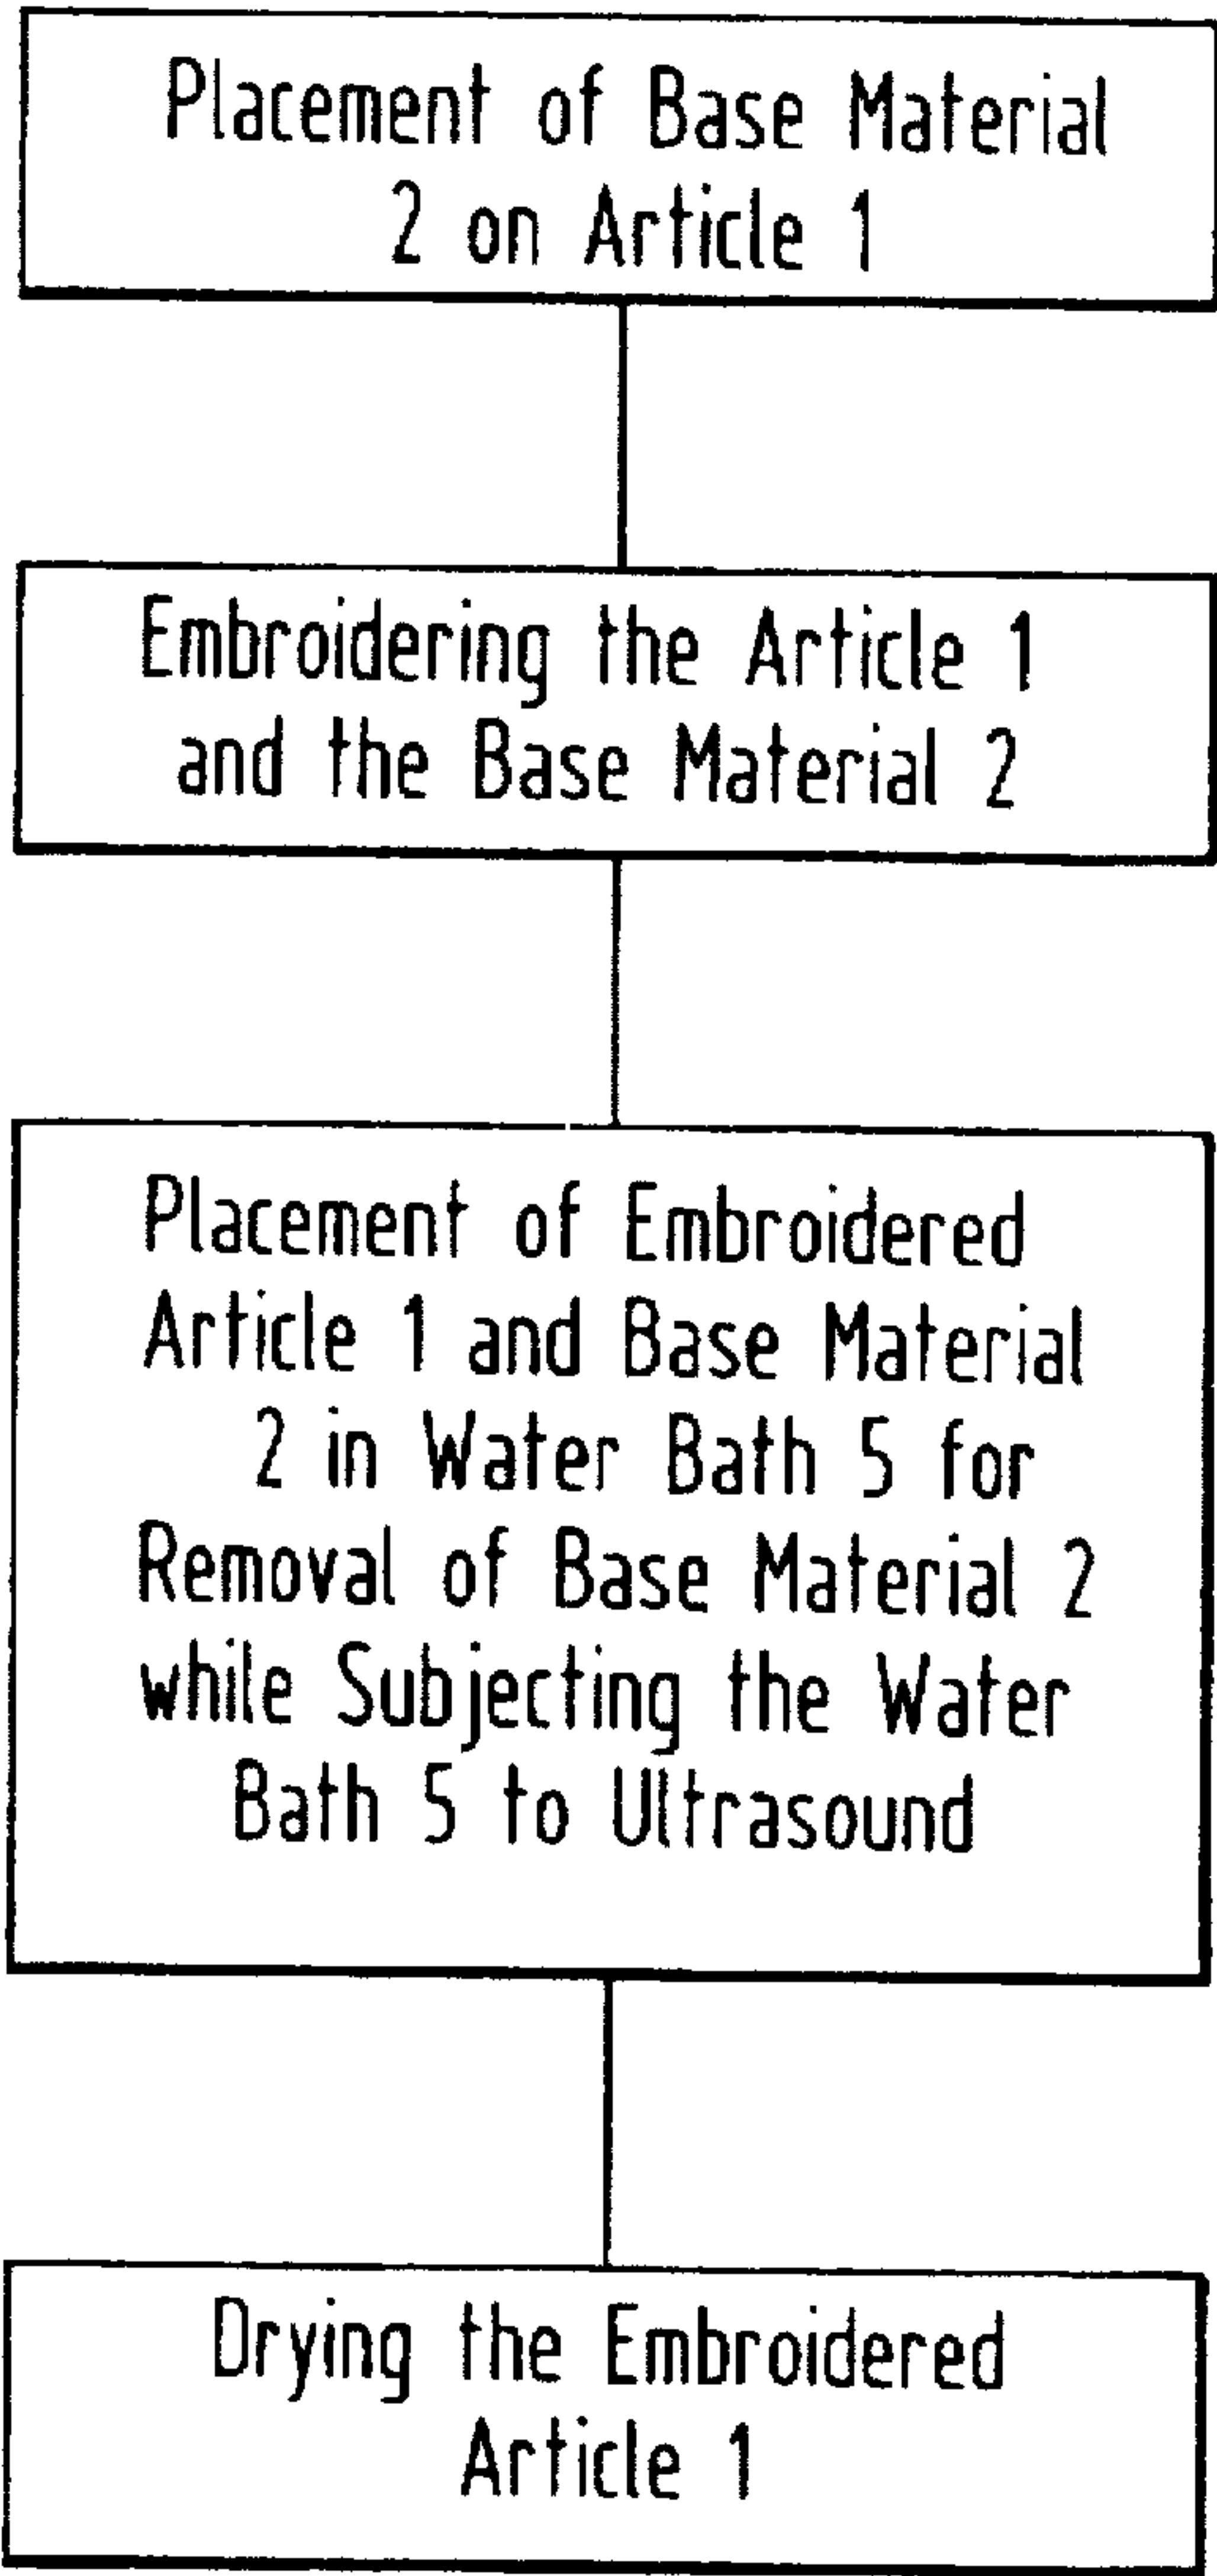 Placement of Base Material
2 on Article 1
Embroidering the Article 1
and the Base Material 2
Placement of Embroidered
Article 1 and Base Material
2 in Water Bath 5 for
Removal of Base Material 2
while Subjecting the Water
Bath 5 to Ultrasound
Drying the Embroidered
Article 1